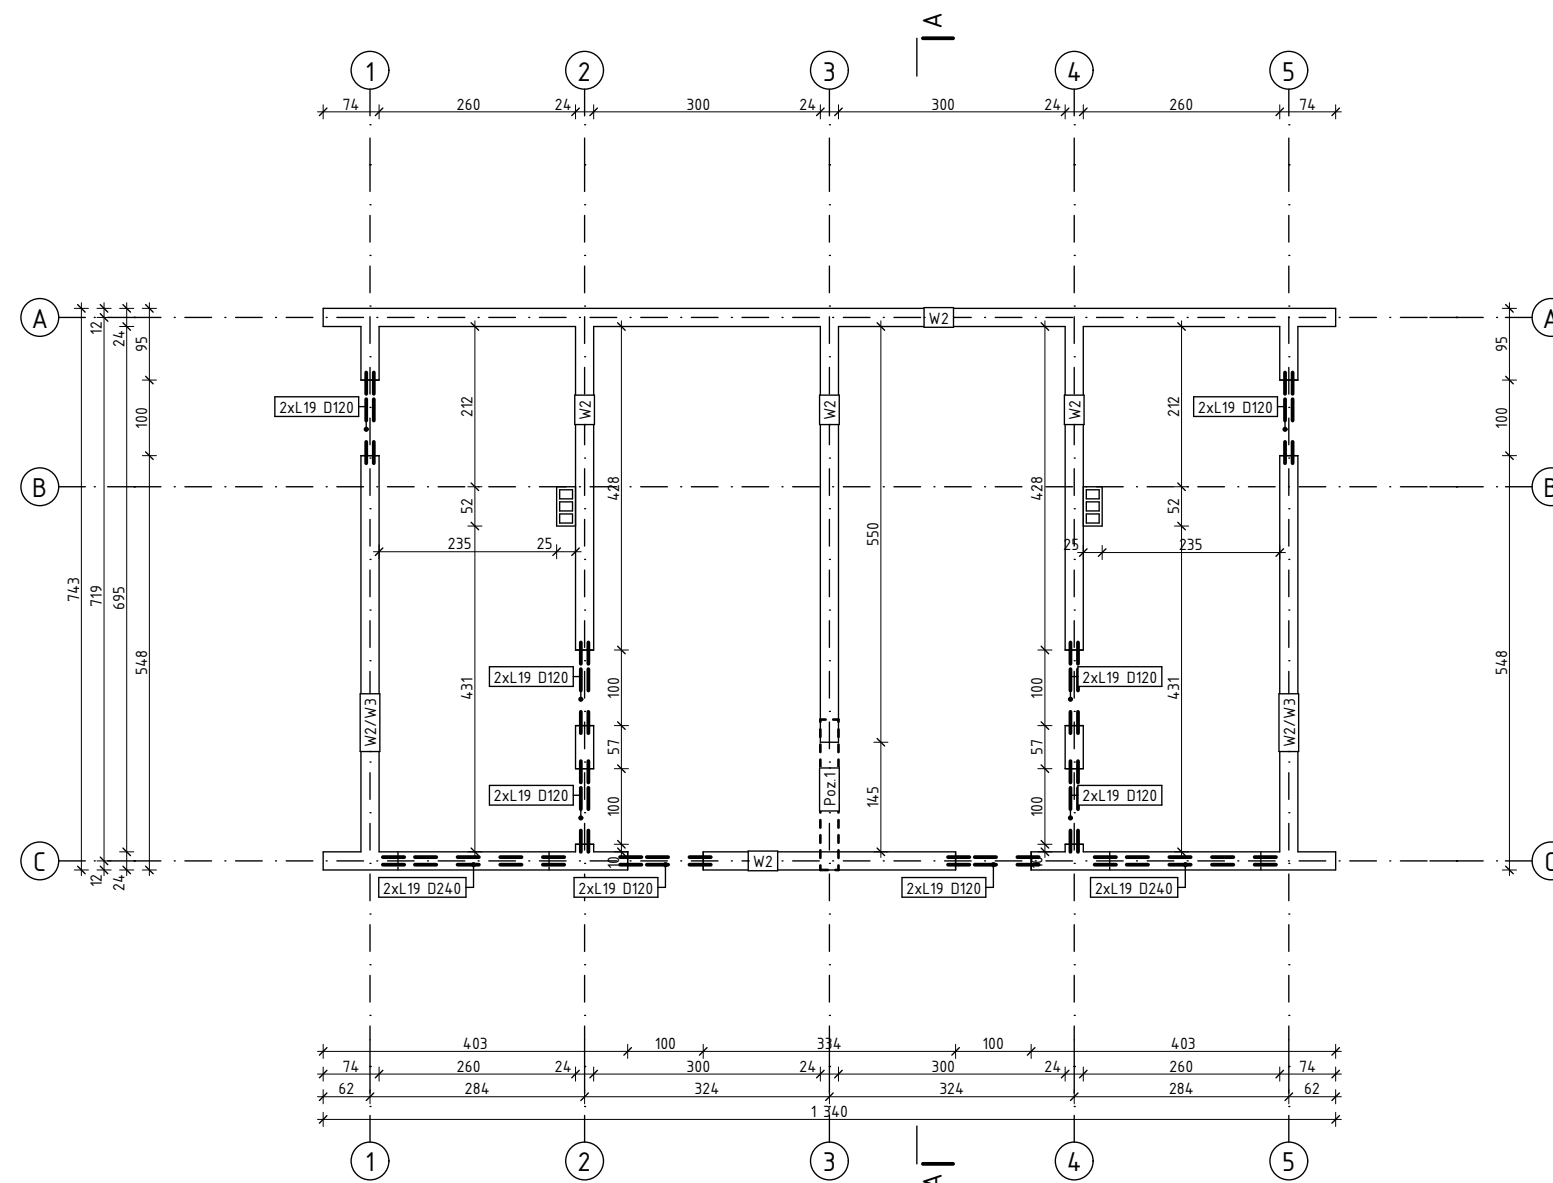 A
1 2 3 4 5
74 260 24 300 24 300 24 260 74
A W2 A
12 24 95 95
2xL19 D120 212 W2 W2 W2 212 2xL19 D120
100 100
B B
428 428
52 52
550
235 25 25 235
743 719 695 548 548
431 431
2xL19 D120 100 100 2xL19 D120
W2/W3 W2/W3
57 57
2xL19 D120 100 Poz.1 145 100 2xL19 D120
C 10 W2 C
12 24
2xL19 D240 2xL19 D120 2xL19 D120 2xL19 D240
403 100 334 100 403
74 260 24 300 24 300 24 260 74
62 284 324 324 284 62
1 340
1 2 3 4 5
A